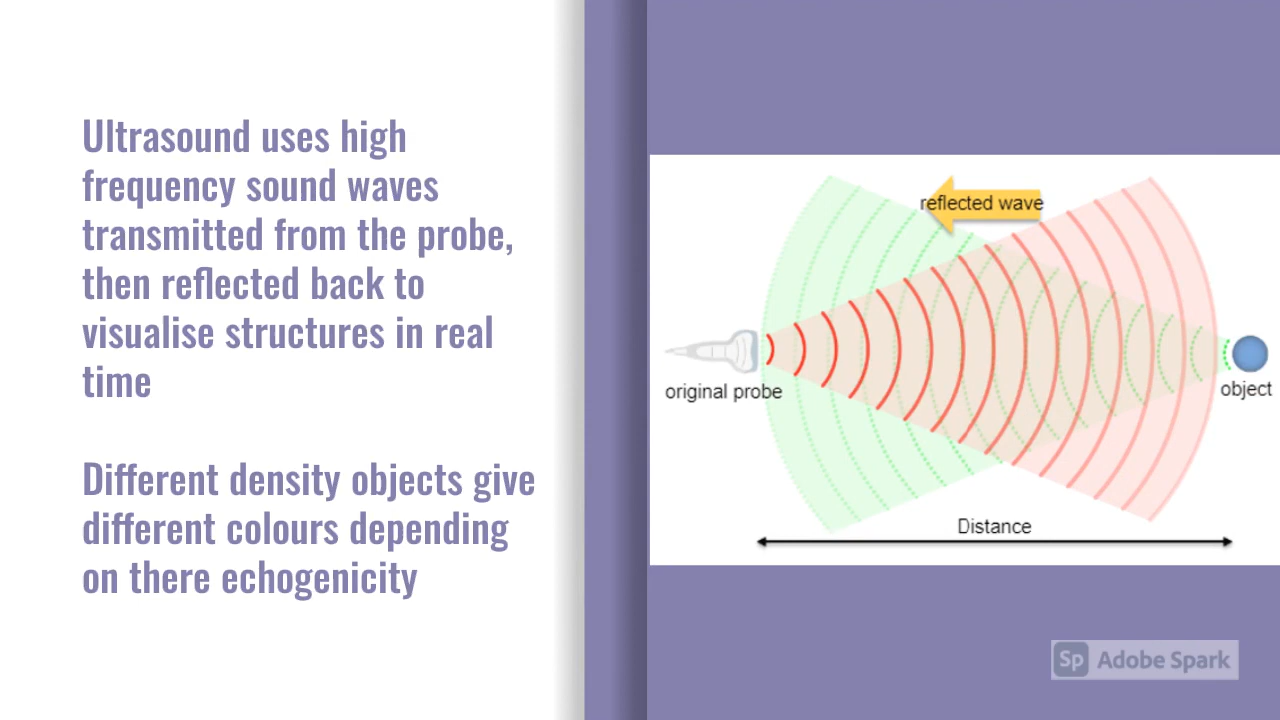 Ultrasound uses high
frequency sound waves
transmitted from the probe,
then reflected back to
visualise structures in real
time
Different density objects give
different colours depending
on there echogenicity
reflected wave
original probe
object
Distance
Sp Adobe Spark